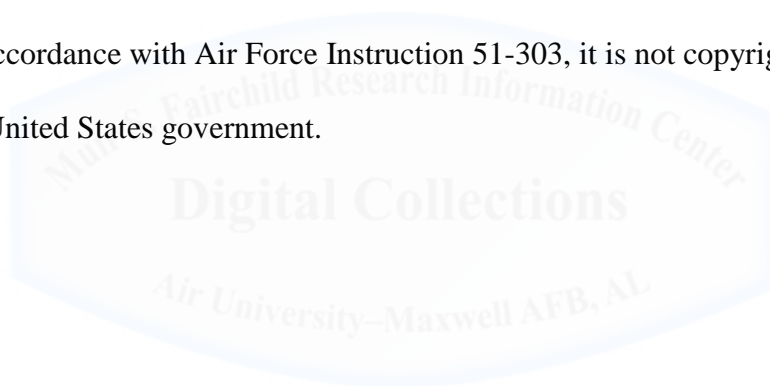 ccordance with Air Force Instruction 51-303, it is not copyrig
United States government.
Muir S. Fairchild Research Information Center
Digital Collections
Air University–Maxwell AFB, AL